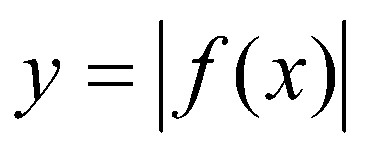 y = |f(x)|